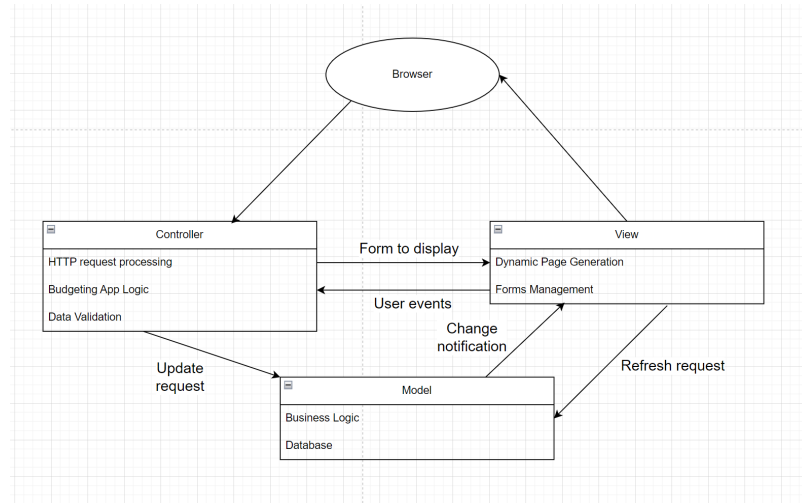 Browser
Controller
HTTP request processing
Budgeting App Logic
Data Validation
Form to display
User events
View
Dynamic Page Generation
Forms Management
Update
request
Change
notification
Refresh request
Model
Business Logic
Database